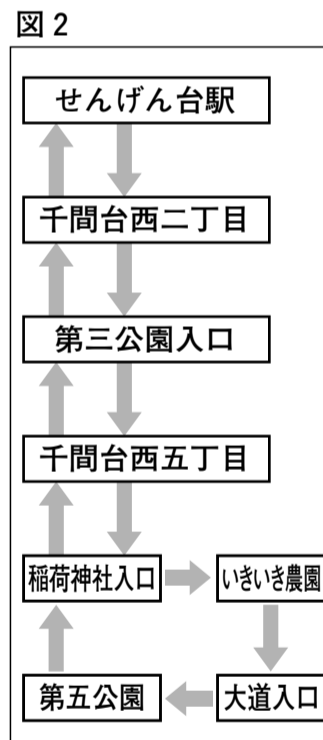 図2
せんげん台駅
千間台西二丁目
第三公園入口
千間台西五丁目
稲荷神社入口
いきいき農園
第五公園
大道入口